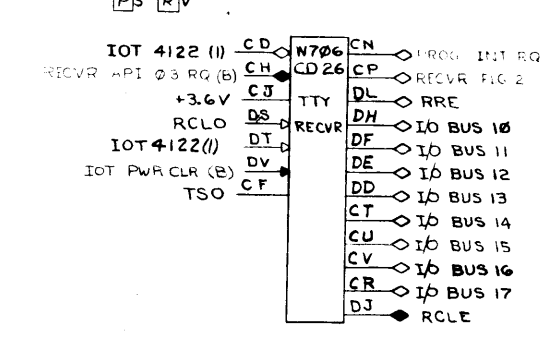 P S R V
IOT 4122 (1) CD N706 CN PROG INT RQ
RECVR API Ø3 RQ (B) CH CD26 CP RECVR FLG 2
+3.6V CJ TTY DL RRE
RCLO DS RECVR DH I/O BUS 1Ø
IOT 4122(1) DT DF I/O BUS 11
IOT PWR CLR (B) DV DE I/O BUS 12
TSO CF DD I/O BUS 13
CT I/O BUS 14
CU I/O BUS 15
CV I/O BUS 16
CR I/O BUS 17
DJ RCLE